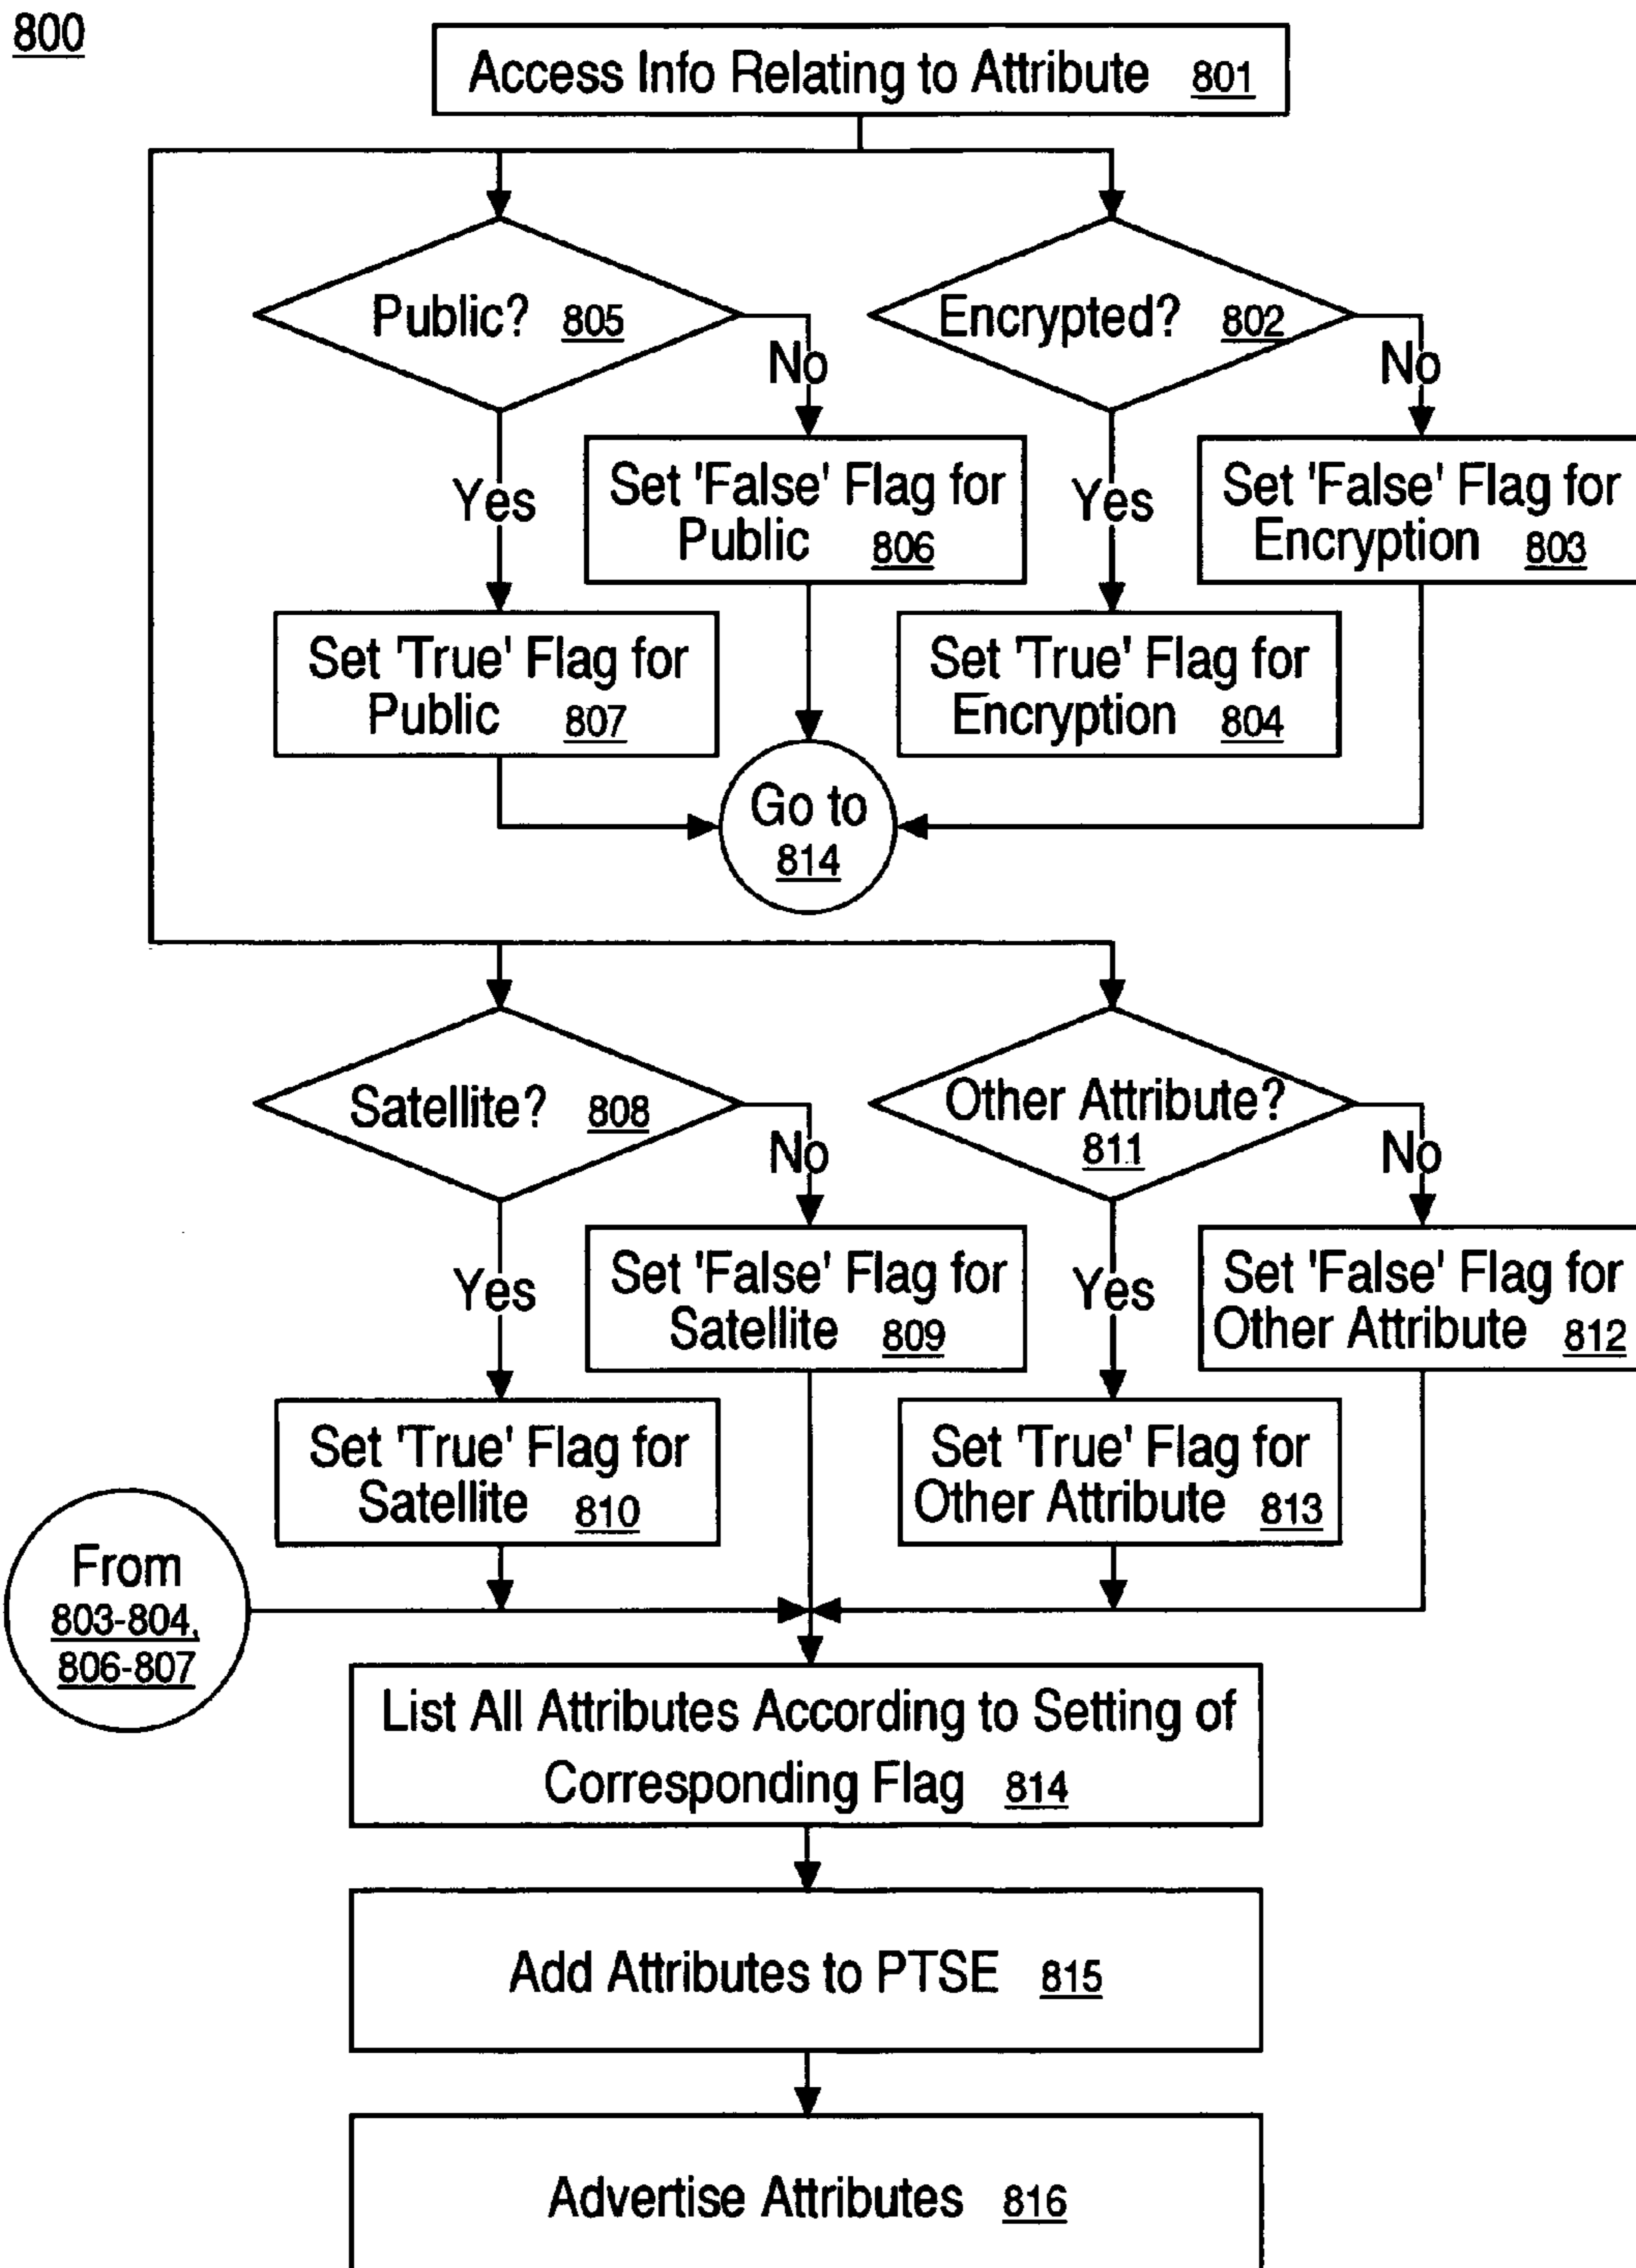 800
Access Info Relating to Attribute 801
Public? 805
Encrypted? 802
No
No
Yes
Set 'False' Flag for
Public 806
Yes
Set 'False' Flag for
Encryption 803
Set 'True' Flag for
Public 807
Set 'True' Flag for
Encryption 804
Go to
814
Satellite? 808
Other Attribute?
811
No
No
Yes
Set 'False' Flag for
Satellite 809
Yes
Set 'False' Flag for
Other Attribute 812
Set 'True' Flag for
Satellite 810
Set 'True' Flag for
Other Attribute 813
From
803-804,
806-807
List All Attributes According to Setting of
Corresponding Flag 814
Add Attributes to PTSE 815
Advertise Attributes 816